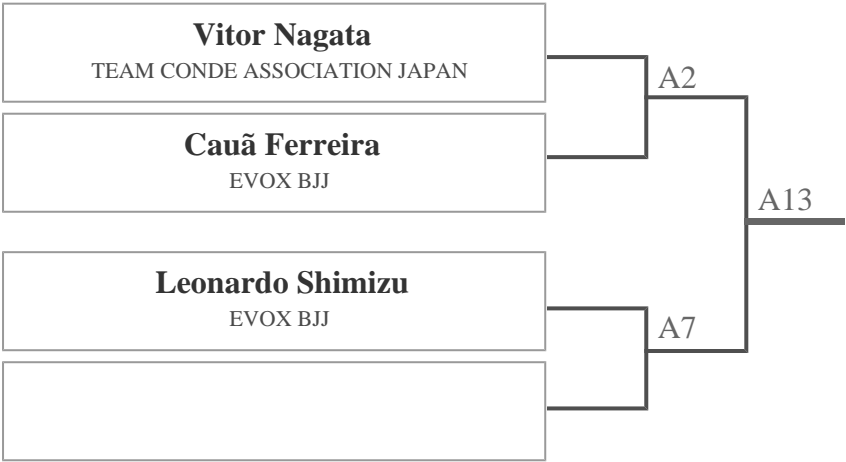 Vitor Nagata
TEAM CONDE ASSOCIATION JAPAN
A2
Cauã Ferreira
EVOX BJJ
A13
Leonardo Shimizu
EVOX BJJ
A7